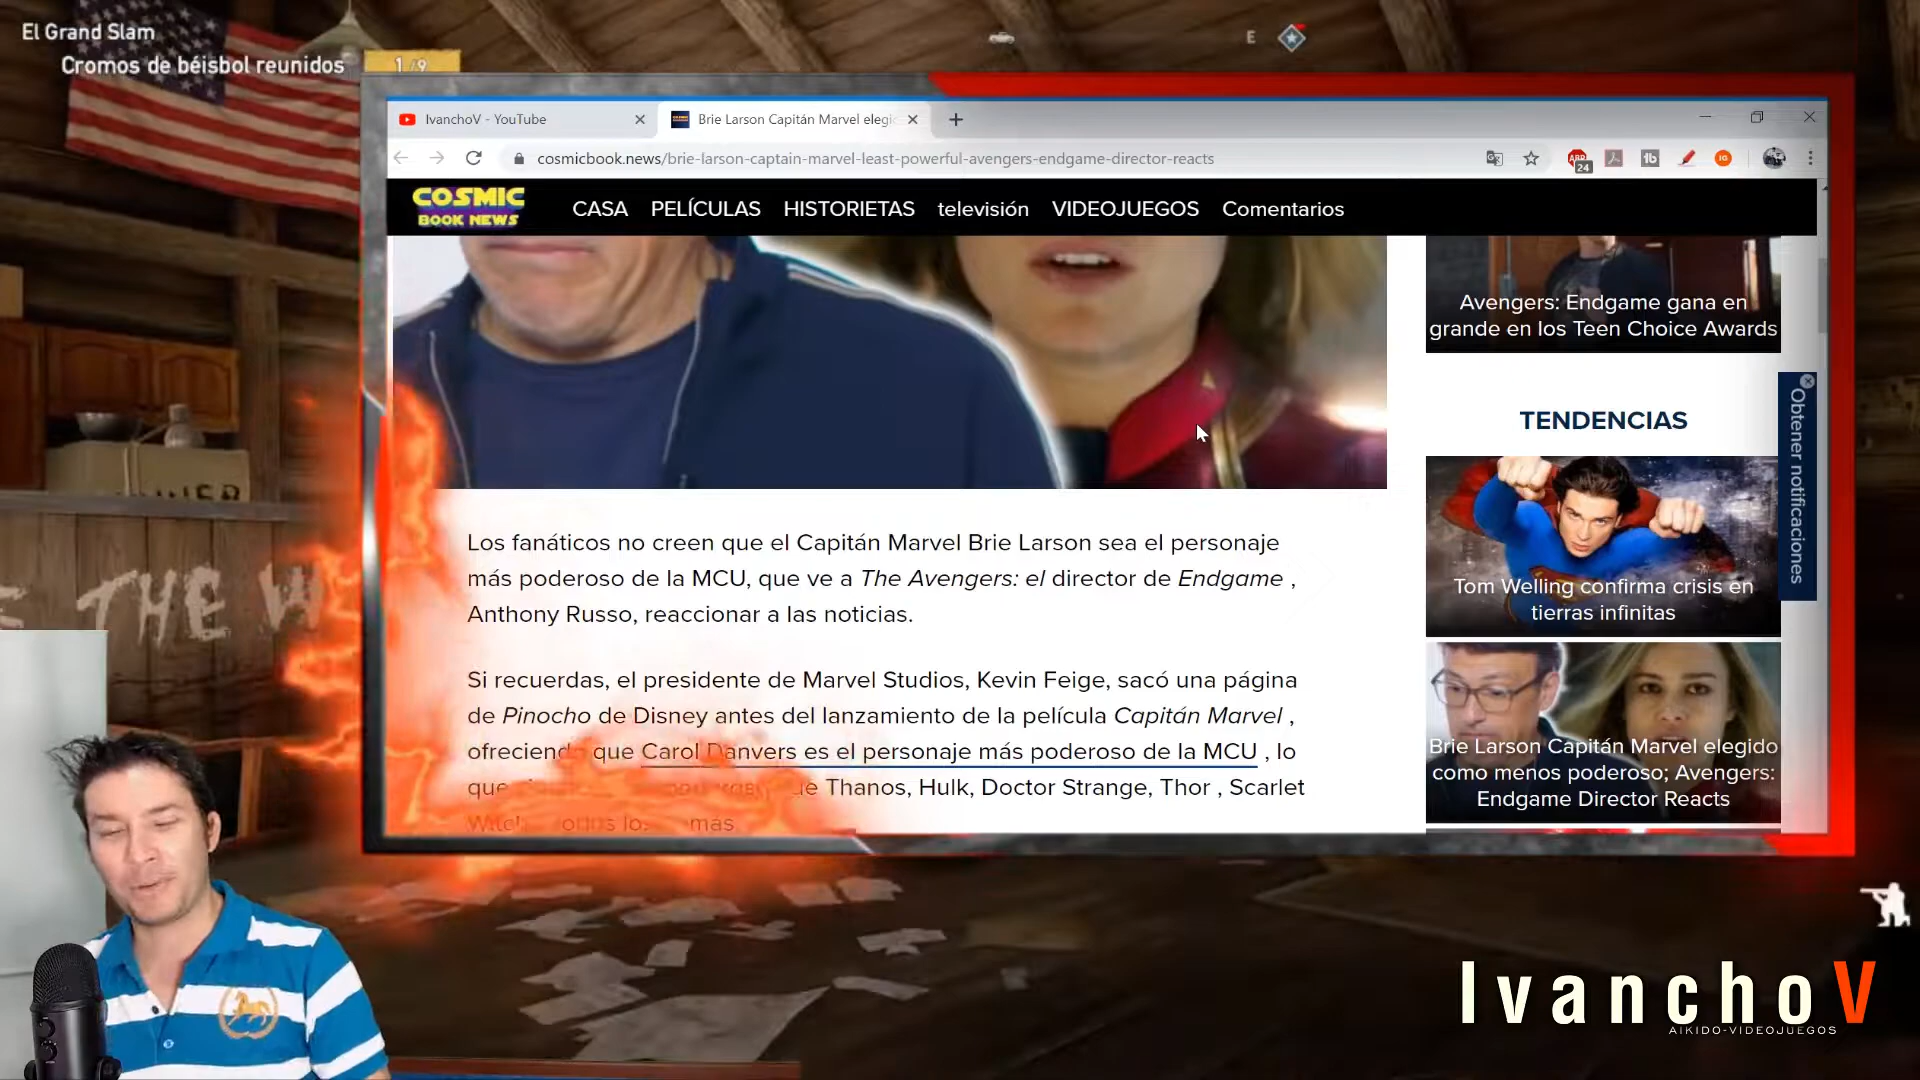 El Grand Slam
Cromos de béisbol reunidos
1/9
E
IvanchoV - YouTube
Brie Larson Capitán Marvel elegi
cosmicbook.news/brie-larson-captain-marvel-least-powerful-avengers-endgame-director-reacts
24
COSMIC
BOOK NEWS
CASA PELÍCULAS HISTORIETAS televisión VIDEOJUEGOS Comentarios
Avengers: Endgame gana en
grande en los Teen Choice Awards
Obtener notificaciones
TENDENCIAS
Tom Welling confirma crisis en
tierras infinitas
Brie Larson Capitán Marvel elegido
como menos poderoso; Avengers:
Endgame Director Reacts
Los fanáticos no creen que el Capitán Marvel Brie Larson sea el personaje
más poderoso de la MCU, que ve a The Avengers: el director de Endgame ,
Anthony Russo, reaccionar a las noticias.
Si recuerdas, el presidente de Marvel Studios, Kevin Feige, sacó una página
de Pinocho de Disney antes del lanzamiento de la película Capitán Marvel ,
ofreciendo que Carol Danvers es el personaje más poderoso de la MCU , lo
que Thanos, Hulk, Doctor Strange, Thor , Scarlet
Witch
THE W
IvanchoV
AIKIDO-VIDEOJUEGOS